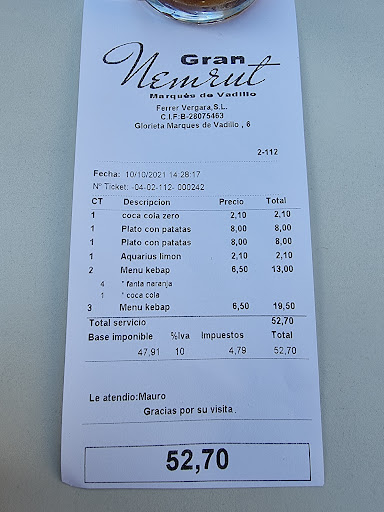 Gran
Nemrut
Marqués de Vadillo
Ferrer Vergara,S.L.
C.I.F:B-28075463
Glorieta Marques de Vadillo , 6
2-112
Fecha: 10/10/2021 14:28:17
Nº Ticket: -04-02-112- 000242
CT Descripcion Precio Total
1 coca cola zero 2,10 2,10
1 Plato con patatas 8,00 8,00
1 Plato con patatas 8,00 8,00
1 Aquarius limon 2,10 2,10
2 Menu kebap 6,50 13,00
4 * fanta naranja
1 * coca cola
3 Menu kebap 6,50 19,50
Total servicio 52,70
Base imponible %Iva Impuestos Total
47,91 10 4,79 52,70
Le atendio:Mauro
Gracias por su visita.
52,70